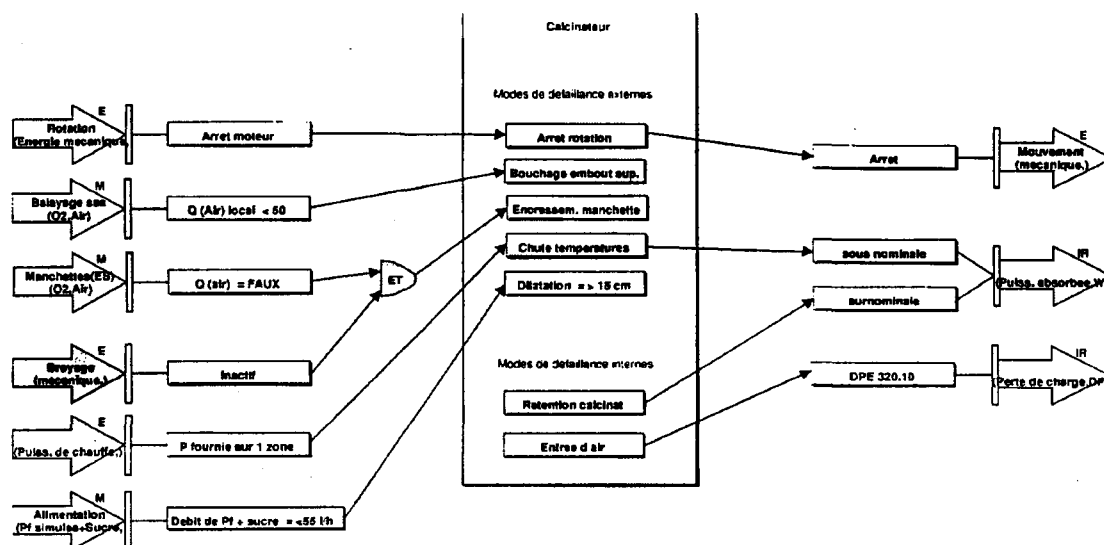 Calcinateur
Modes de defaillance externes
E
Rotation
(Energie mecanique,
Arret moteur
Arret rotation
Arret
E
Mouvement
(mecanique,)
Bouchage embout sup.
M
Balayage sas
(O2,Air)
Q (Air) local < 50
Encrassem. manchette
M
Manchettes(EB)
(O2,Air)
Q (air) = FAUX
ET
Chute temperatures
sous nominale
Dilatation = > 15 cm
surnominale
IR
(Puiss. absorbee,W
E
Broyage
(mecanique,)
Inactif
Modes de defaillance internes
DPE 320.10
IR
(Perte de charge,DP
Retention calcinat
E
(Puiss. de chauffe,)
P fournie sur 1 zone
Entree d air
M
Alimentation
(Pf simules+Sucre,
Debit de Pf + sucre = <55 l/h